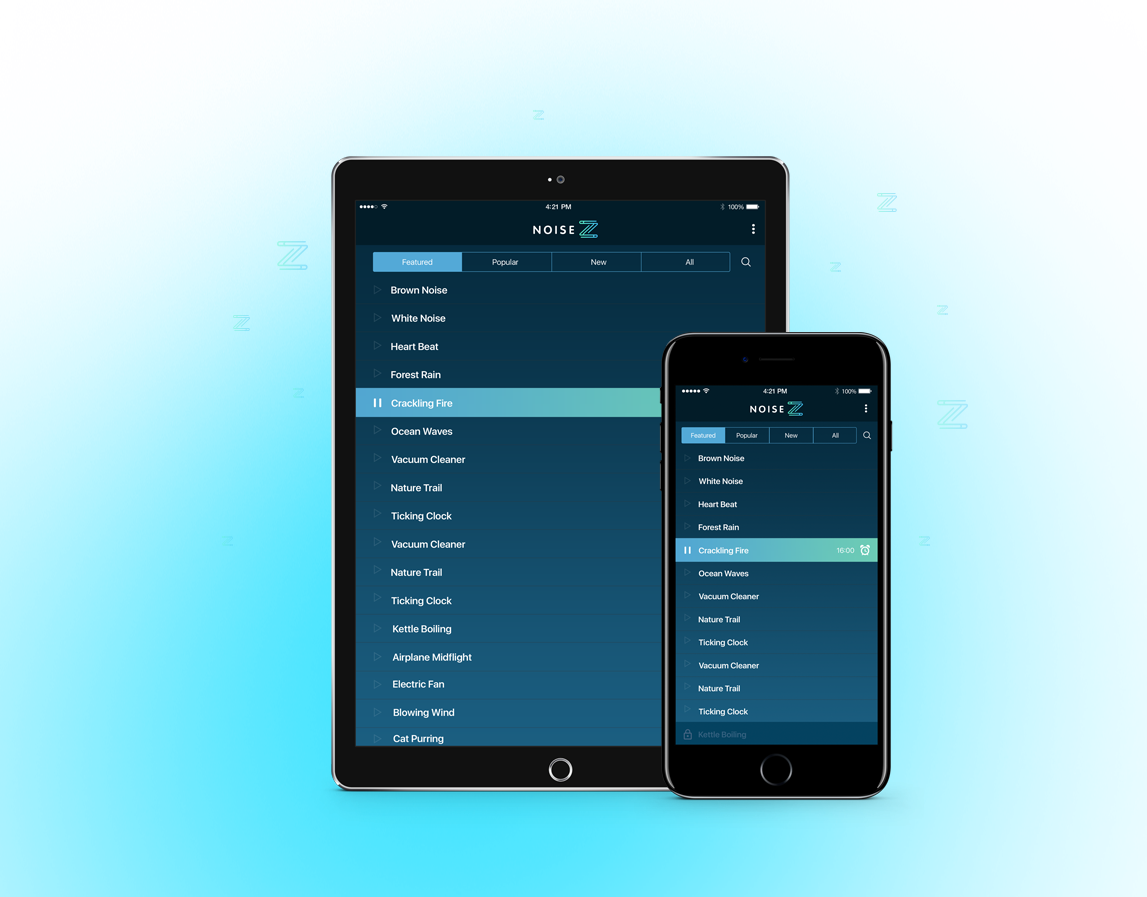 4:21 PM 100%
NOISE Z
Featured Popular New All
Brown Noise
White Noise
Heart Beat
Forest Rain
Crackling Fire
Ocean Waves
Vacuum Cleaner
Nature Trail
Ticking Clock
Vacuum Cleaner
Nature Trail
Ticking Clock
Kettle Boiling
Airplane Midflight
Electric Fan
Blowing Wind
Cat Purring
4:21 PM 100%
NOISE Z
Featured Popular New All
Brown Noise
White Noise
Heart Beat
Forest Rain
Crackling Fire 16:00
Ocean Waves
Vacuum Cleaner
Nature Trail
Ticking Clock
Vacuum Cleaner
Nature Trail
Ticking Clock
Kettle Boiling
Z
Z
Z
Z
Z
Z
Z
Z
Z
Z